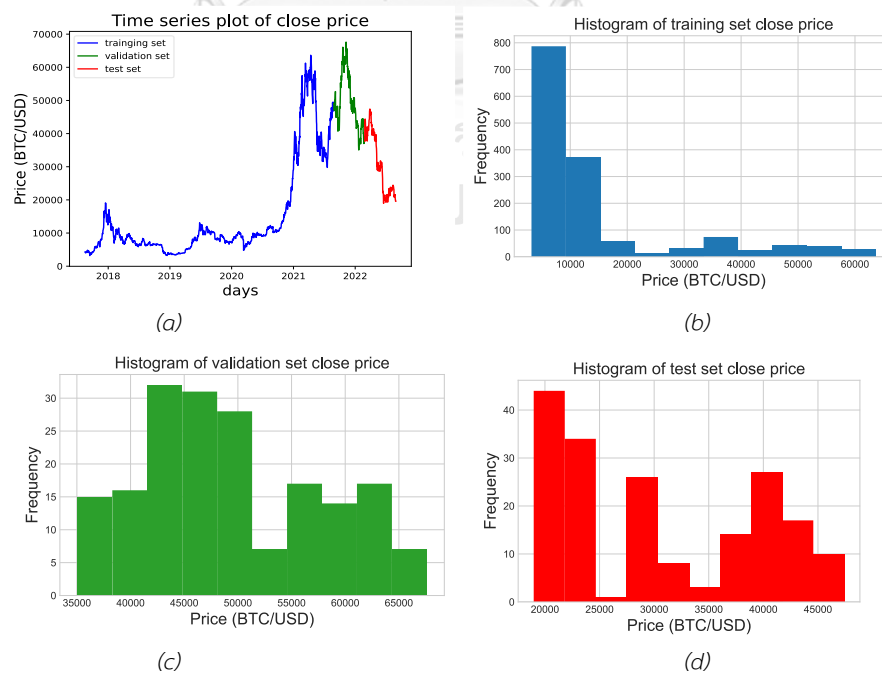 Time series plot of close price
trainging set
validation set
test set
70000
60000
50000
40000
30000
20000
10000
0
Price (BTC/USD)
2018 2019 2020 2021 2022
days
(a)
Histogram of training set close price
800
700
600
500
400
300
200
100
0
Frequency
10000 20000 30000 40000 50000 60000
Price (BTC/USD)
(b)
Histogram of validation set close price
30
25
20
15
10
5
0
Frequency
35000 40000 45000 50000 55000 60000 65000
Price (BTC/USD)
(c)
Histogram of test set close price
40
30
20
10
0
Frequency
20000 25000 30000 35000 40000 45000
Price (BTC/USD)
(d)